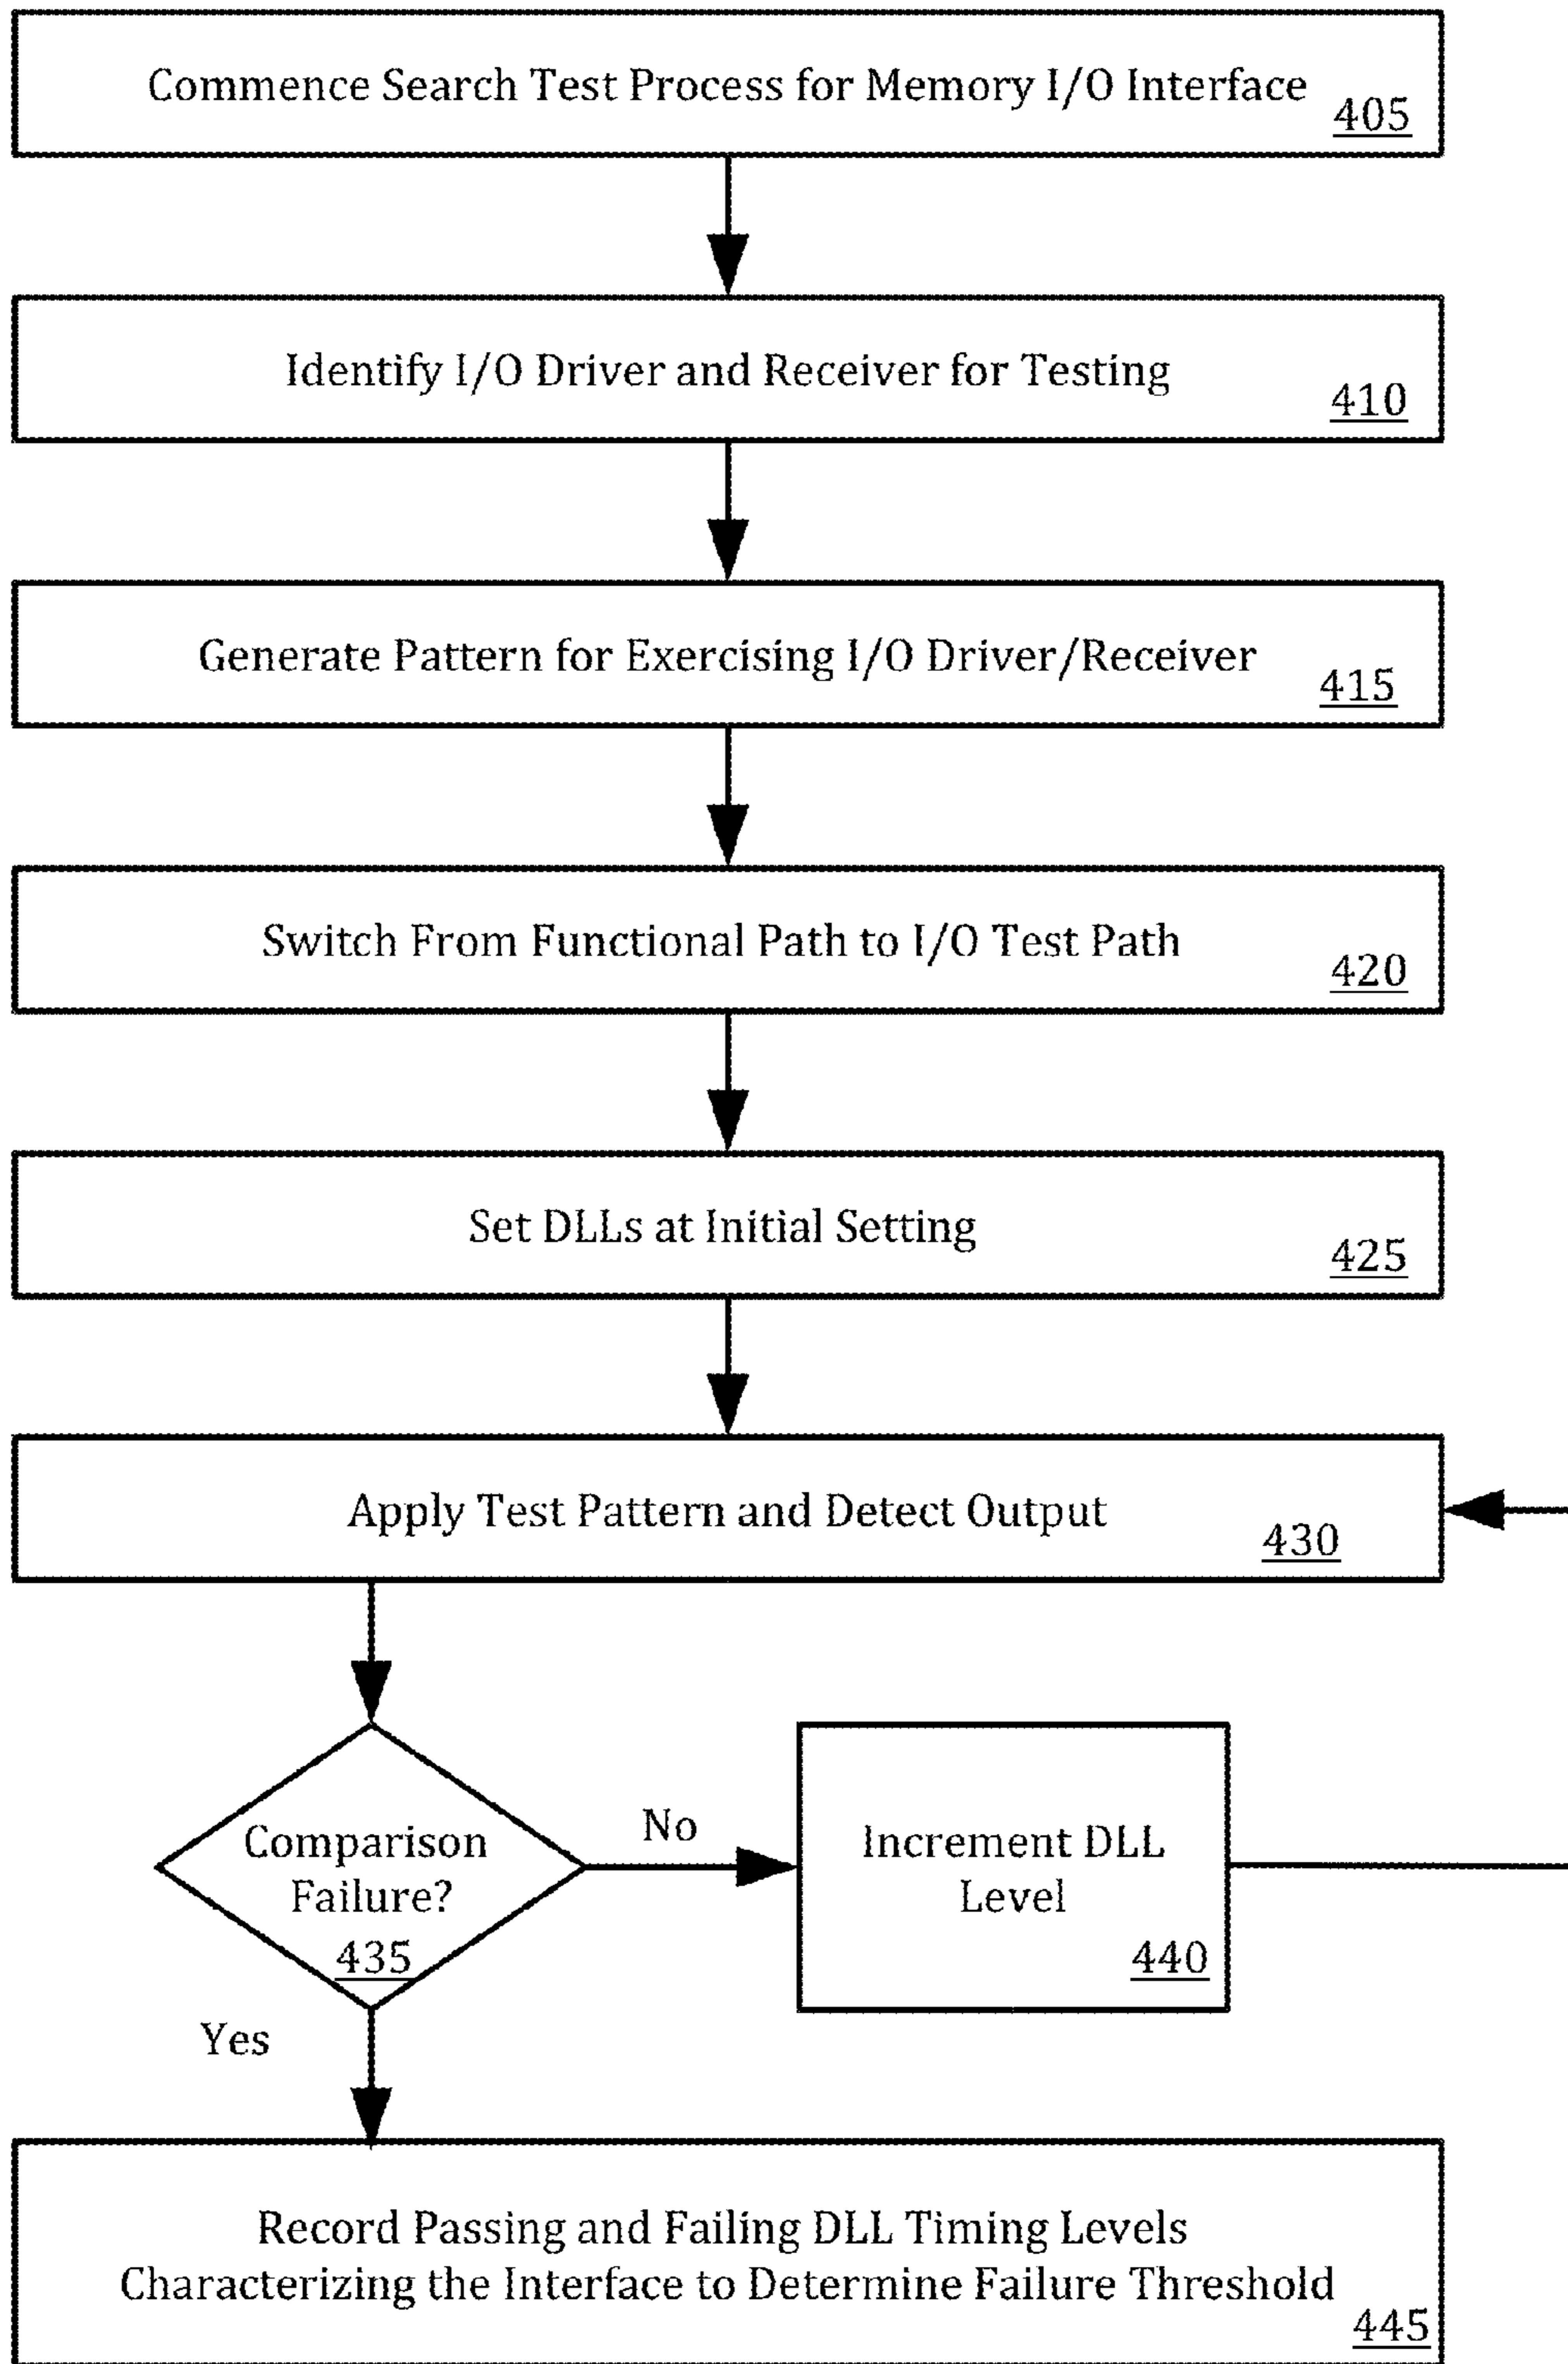 Commence Search Test Process for Memory I/O Interface
405
Identify I/O Driver and Receiver for Testing
410
Generate Pattern for Exercising I/O Driver/Receiver
415
Switch From Functional Path to I/O Test Path
420
Set DLLs at Initial Setting
425
Apply Test Pattern and Detect Output
430
Comparison
Failure?
435
No
Increment DLL
Level
440
Yes
Record Passing and Failing DLL Timing Levels
Characterizing the Interface to Determine Failure Threshold
445